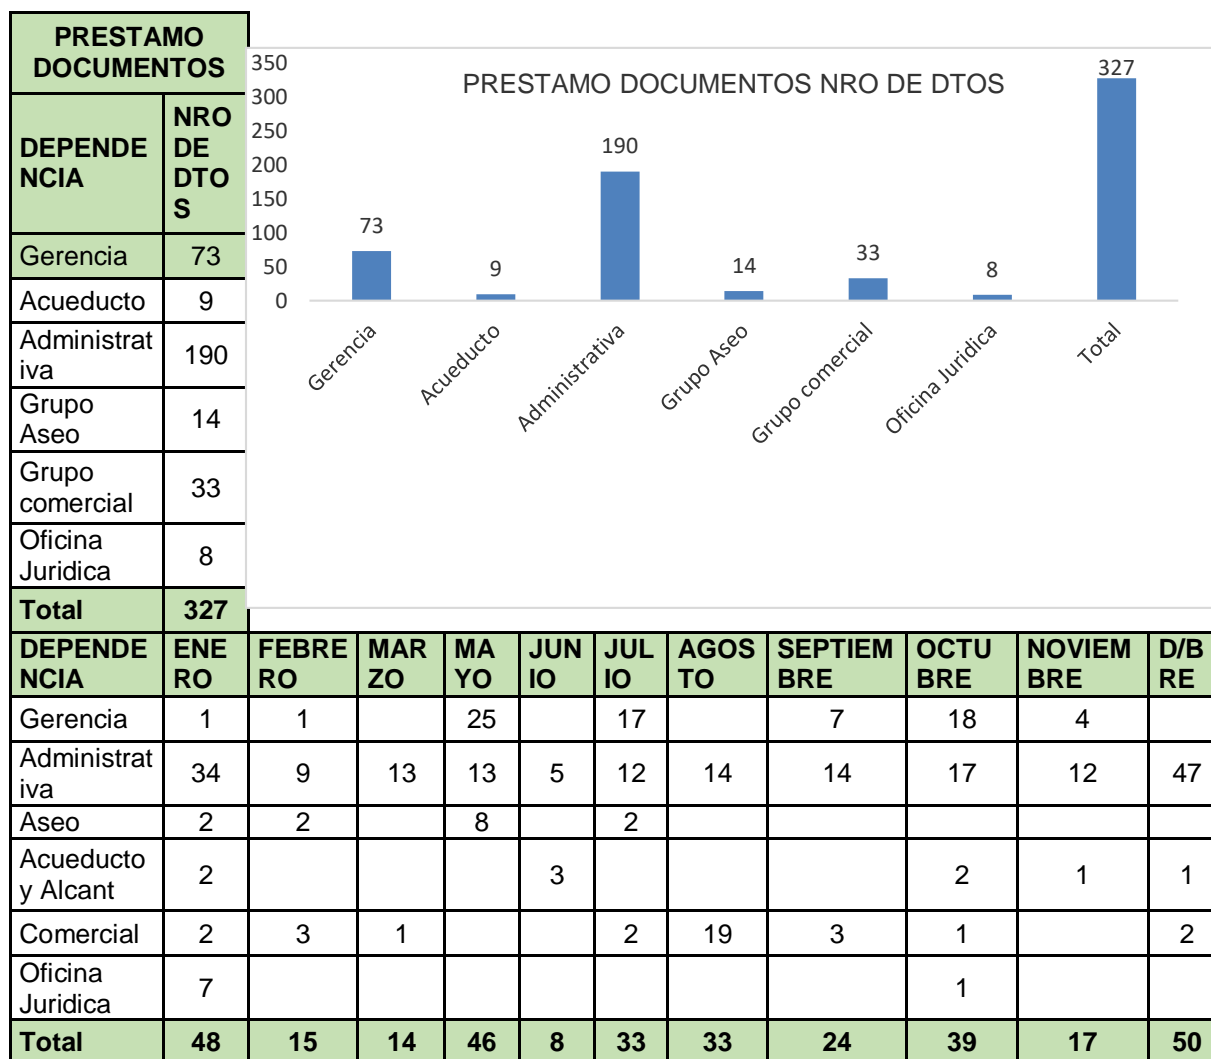 PRESTAMO
DOCUMENTOS
DEPENDE
NCIA
NRO
DE
DTO
S
Gerencia 73
Acueducto 9
Administrat
iva 190
Grupo
Aseo 14
Grupo
comercial 33
Oficina
Juridica 8
Total 327
PRESTAMO DOCUMENTOS NRO DE DTOS
350
300
250
200
150
100
50
0
73
9
190
14
33
8
327
Gerencia
Acueducto
Administrativa
Grupo Aseo
Grupo comercial
Oficina Juridica
Total
DEPENDE
NCIA
ENE
RO
FEBRE
RO
MAR
ZO
MA
YO
JUN
IO
JUL
IO
AGOS
TO
SEPTIEM
BRE
OCTU
BRE
NOVIEM
BRE
D/B
RE
Gerencia 1 1 25 17 7 18 4
Administrat
iva 34 9 13 13 5 12 14 14 17 12 47
Aseo 2 2 8 2
Acueducto
y Alcant 2 3 2 1 1
Comercial 2 3 1 2 19 3 1 2
Oficina
Juridica 7 1
Total 48 15 14 46 8 33 33 24 39 17 50